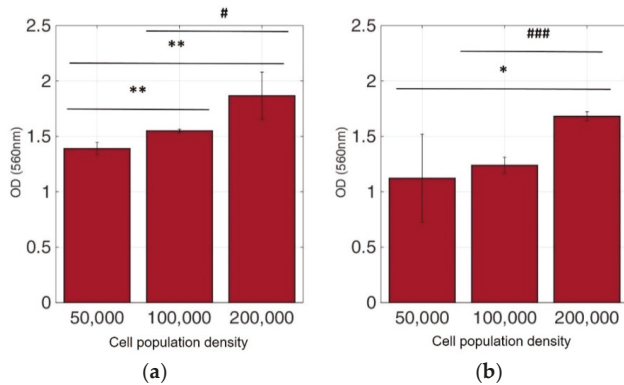 2.5
2
1.5
1
0.5
0
OD (560nm)
#
**
**
50,000 100,000 200,000
Cell population density
(a)
2.5
2
1.5
1
0.5
0
OD (560nm)
###
*
50,000 100,000 200,000
Cell population density
(b)